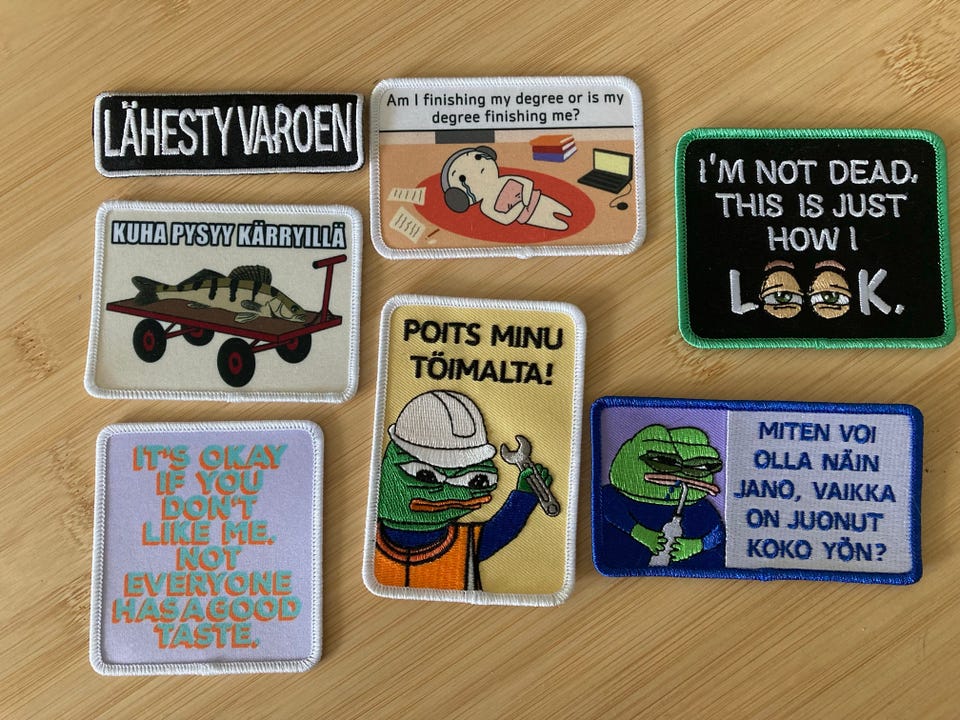 LÄHESTY VAROEN
Am I finishing my degree or is my
degree finishing me?
I'M NOT DEAD,
THIS IS JUST
HOW I
LOOK.
KUHA PYSYY KÄRRYILLÄ
POITS MINU
TÖIMALTA!
MITEN VOI
OLLA NÄIN
JANO, VAIKKA
ON JUONUT
KOKO YÖN?
IT'S OKAY
IF YOU
DON'T
LIKE ME.
NOT
EVERYONE
HAS A GOOD
TASTE.